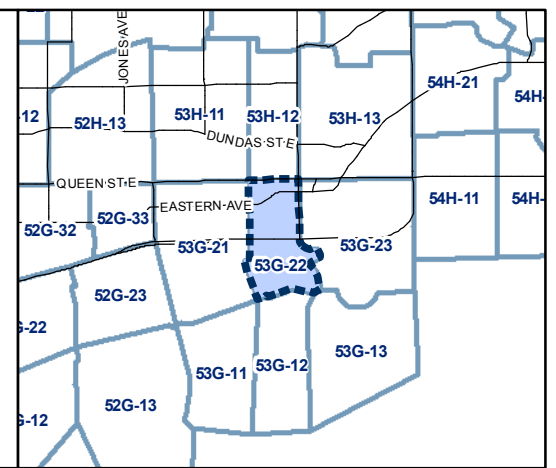 JONES AVE
54H-21
54H-
-12
52H-13
53H-11
53H-12
53H-13
DUNDAS ST E
QUEEN ST E
EASTERN AVE
54H-11
54H-
52G-32
52G-33
53G-21
53G-23
53G-22
52G-23
-22
53G-11
53G-12
53G-13
52G-13
-12